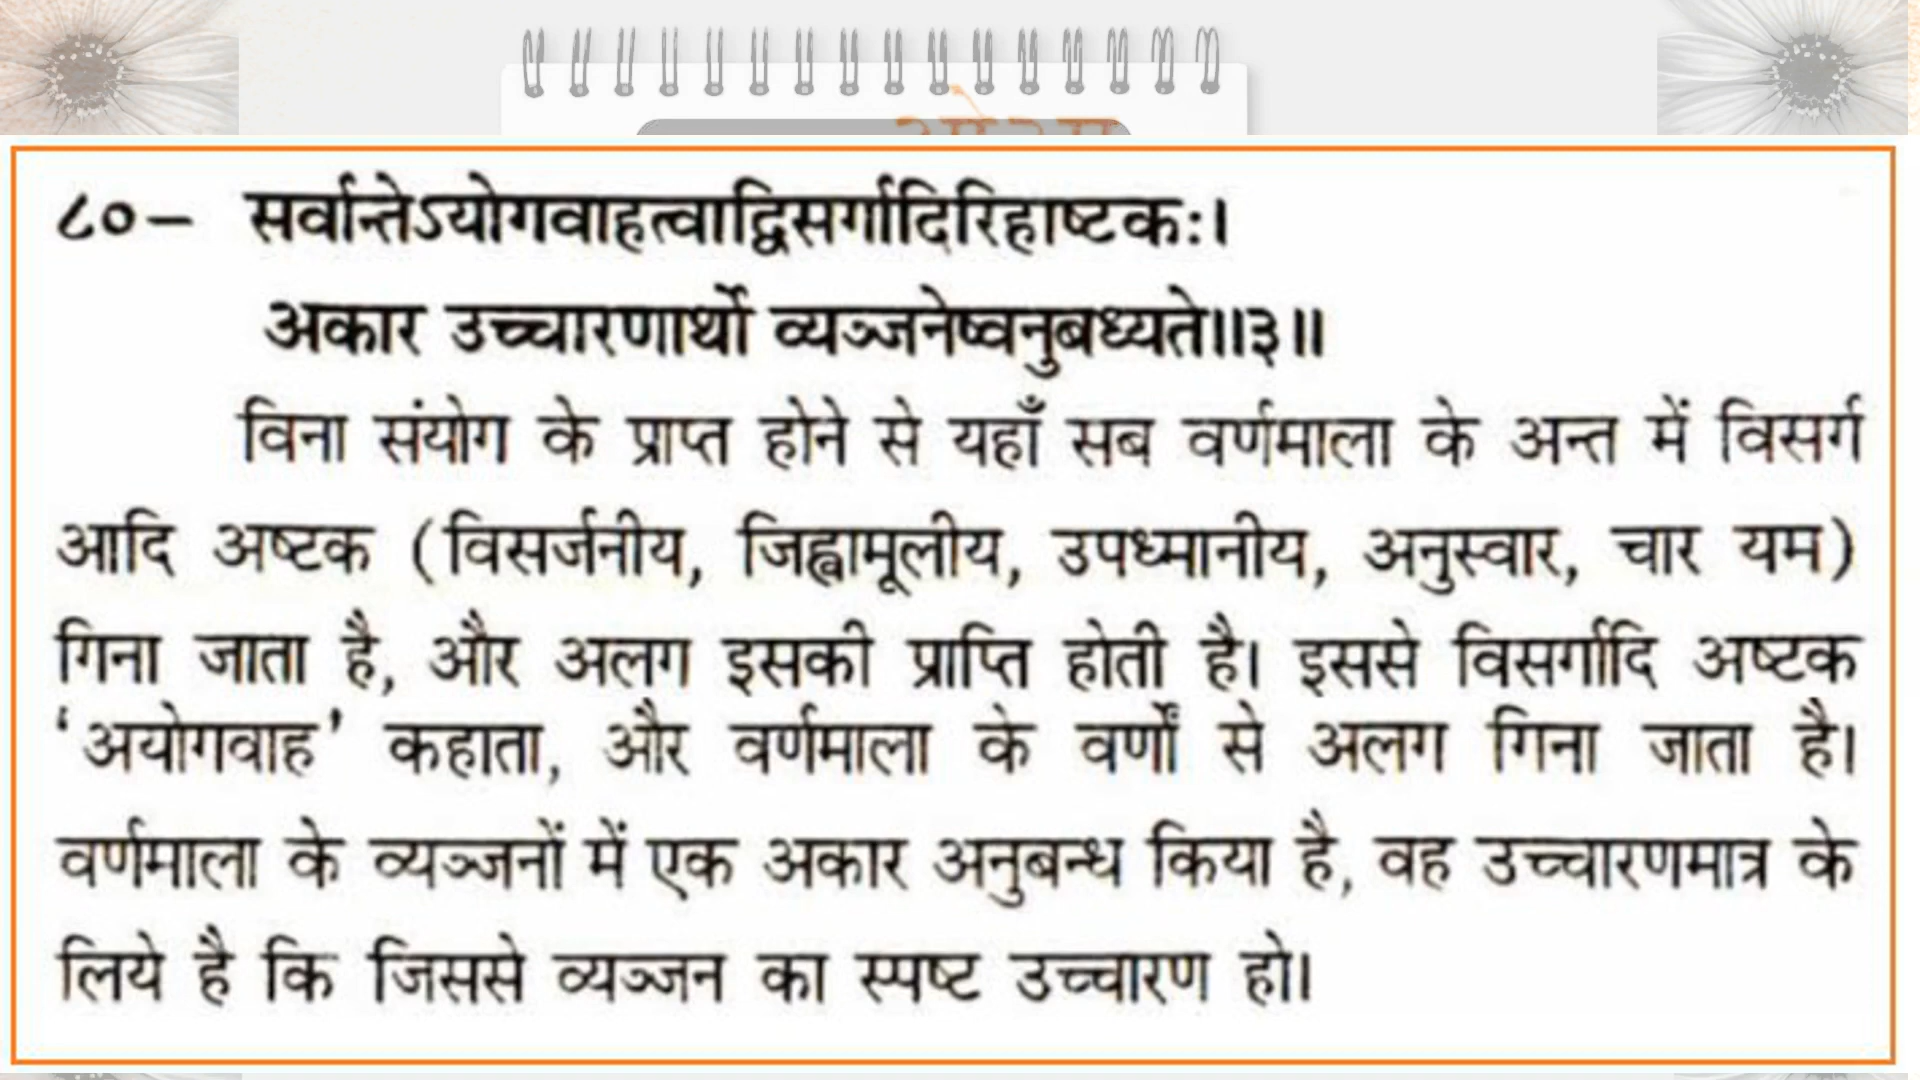 ८०– सर्वान्तेऽयोगवाहत्वाद्विसर्गादिरिहाष्टकः।
अकार उच्चारणार्थो व्यञ्जनेष्वनुबध्यते॥३॥
विना संयोग के प्राप्त होने से यहाँ सब वर्णमाला के अन्त में विसर्ग
आदि अष्टक (विसर्जनीय, जिह्वामूलीय, उपध्मानीय, अनुस्वार, चार यम)
गिना जाता है, और अलग इसकी प्राप्ति होती है। इससे विसर्गादि अष्टक
‘अयोगवाह’ कहाता, और वर्णमाला के वर्णों से अलग गिना जाता है।
वर्णमाला के व्यञ्जनों में एक अकार अनुबन्ध किया है, वह उच्चारणमात्र के
लिये है कि जिससे व्यञ्जन का स्पष्ट उच्चारण हो।